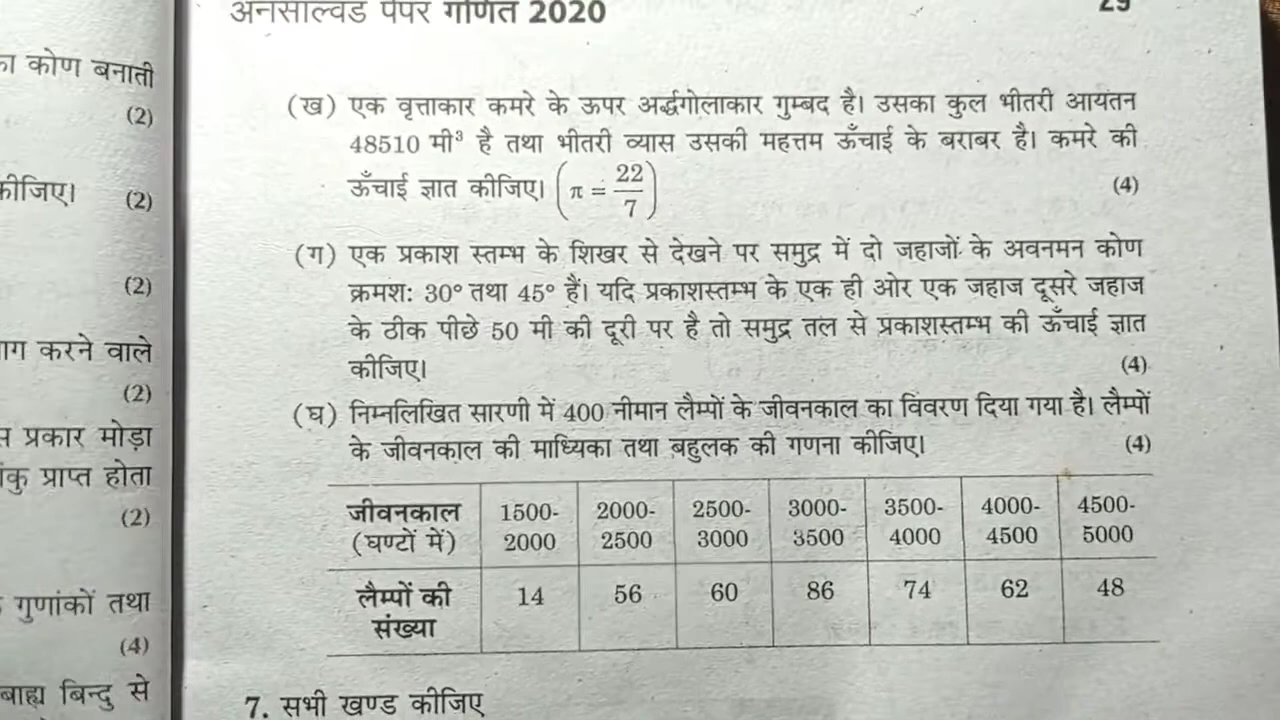 अनसाल्वड पेपर गणित 2020
29
का कोण बनाती
(2)
कीजिए।
(2)
(2)
ाग करने वाले
(2)
स प्रकार मोड़ा
ंकु प्राप्त होता
(2)
गुणांकों तथा
(4)
बाह्य बिन्दु से
(ख) एक वृत्ताकार कमरे के ऊपर अर्द्धगोलाकार गुम्बद है। उसका कुल भीतरी आयतन
48510 मी³ है तथा भीतरी व्यास उसकी महत्तम ऊँचाई के बराबर है। कमरे की
ऊँचाई ज्ञात कीजिए। (π = 22/7) (4)
(ग) एक प्रकाश स्तम्भ के शिखर से देखने पर समुद्र में दो जहाजों के अवनमन कोण
क्रमशः 30° तथा 45° हैं। यदि प्रकाशस्तम्भ के एक ही ओर एक जहाज दूसरे जहाज
के ठीक पीछे 50 मी की दूरी पर है तो समुद्र तल से प्रकाशस्तम्भ की ऊँचाई ज्ञात
कीजिए। (4)
(घ) निम्नलिखित सारणी में 400 नीमान लैम्पों के जीवनकाल का विवरण दिया गया है। लैम्पों
के जीवनकाल की माध्यिका तथा बहुलक की गणना कीजिए। (4)
जीवनकाल 1500- 2000- 2500- 3000- 3500- 4000- 4500-
(घण्टों में) 2000 2500 3000 3500 4000 4500 5000
लैम्पों की 14 56 60 86 74 62 48
संख्या
7. सभी खण्ड कीजिए